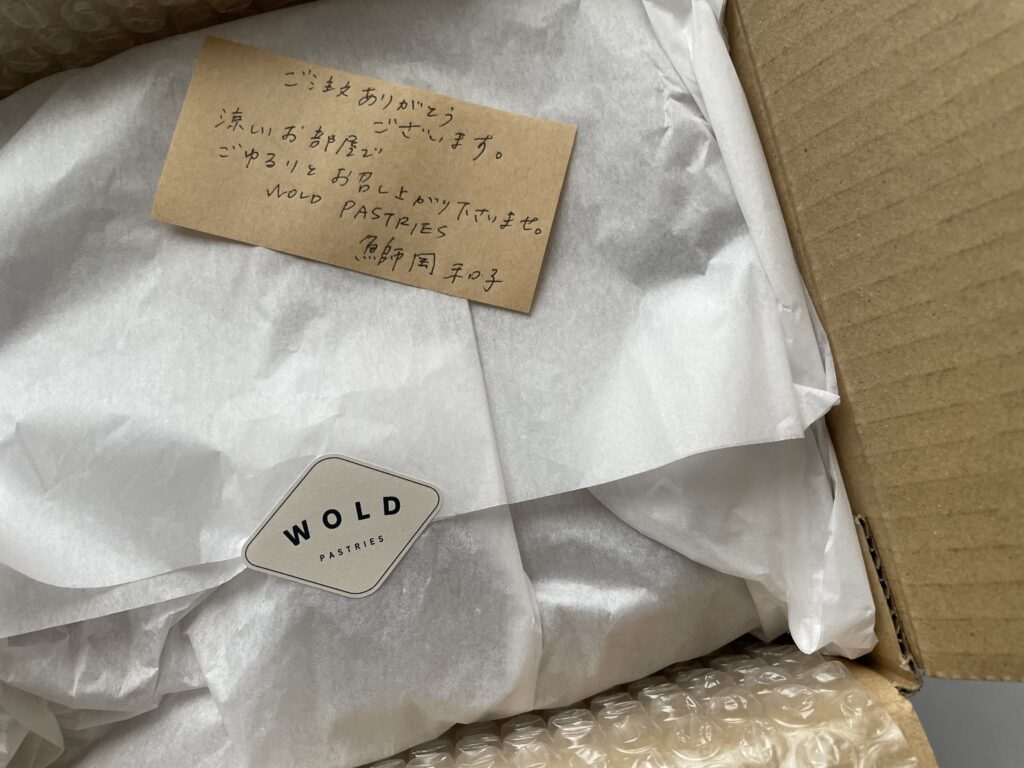 ご注文ありがとう
ございます。
涼しいお部屋で
ごゆるりとお召し上がり下さいませ。
WOLD PASTRIES
魚師岡 和子
WOLD
PASTRIES